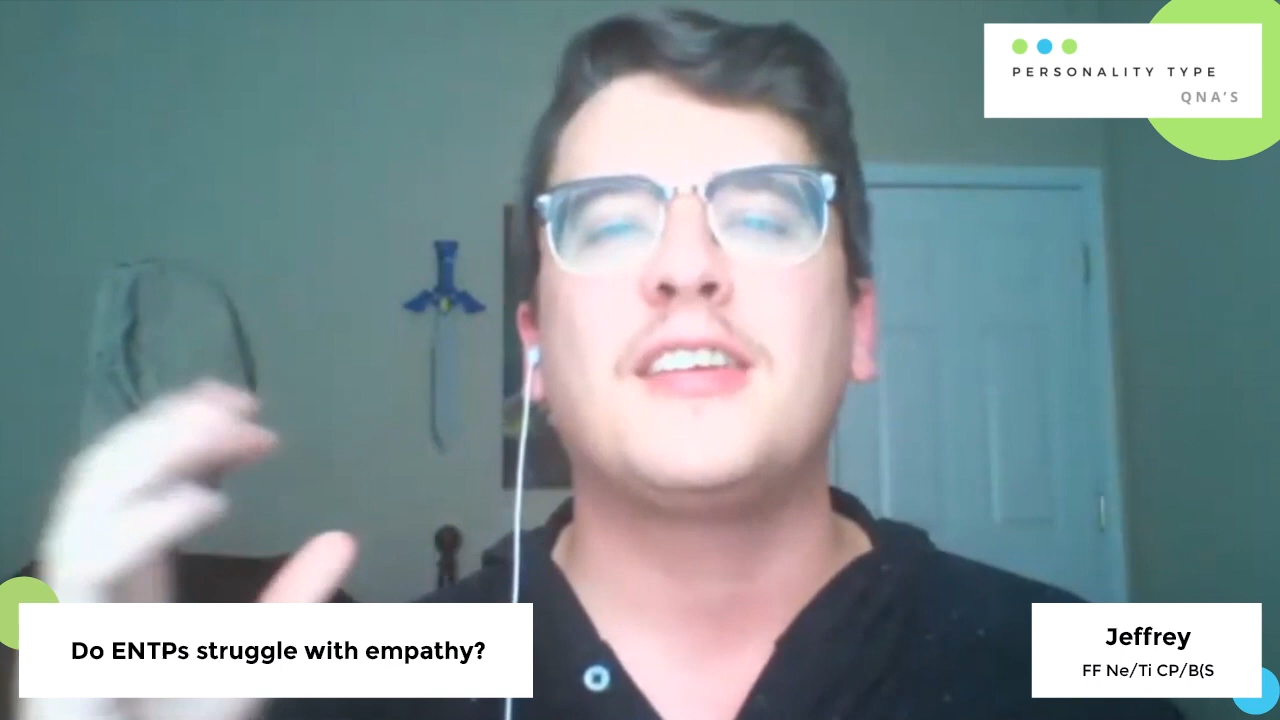 PERSONALITY TYPE
QNA'S
Do ENTPs struggle with empathy?
Jeffrey
FF Ne/Ti CP/B(S